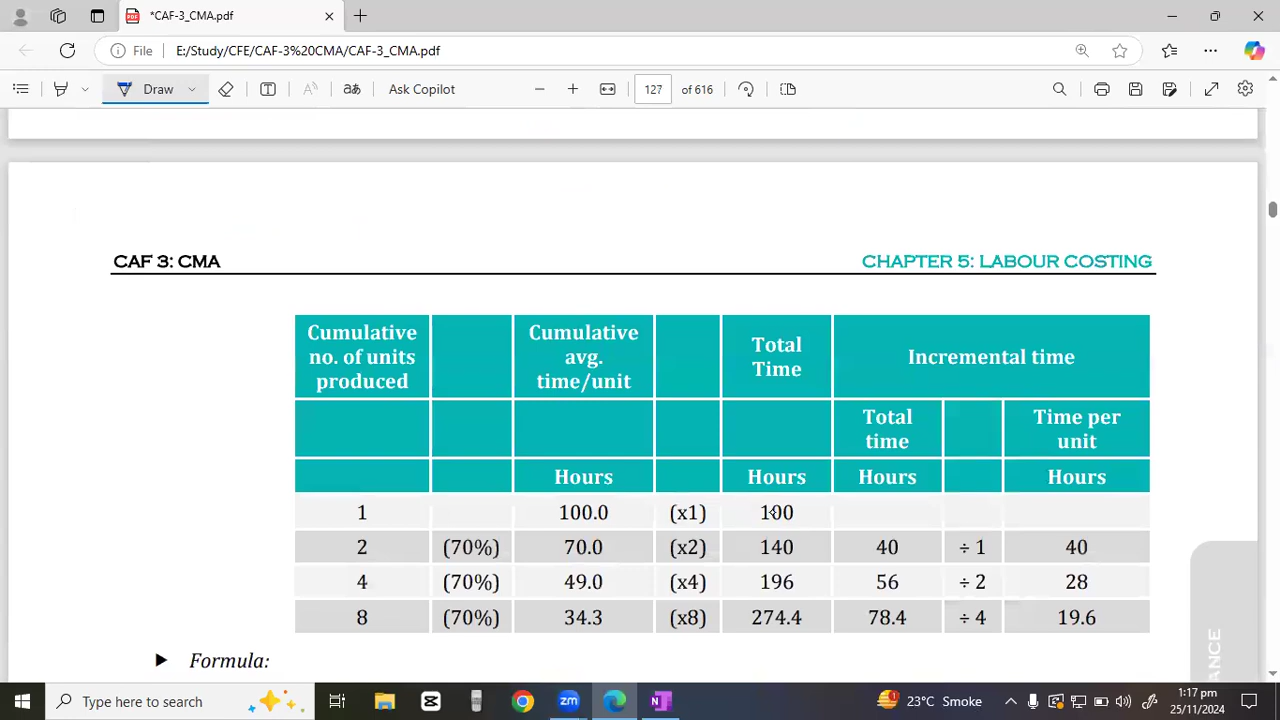 *CAF-3_CMA.pdf
File E:/Study/CFE/CAF-3%20CMA/CAF-3_CMA.pdf
Draw aあ Ask Copilot 127 of 616
CAF 3: CMA CHAPTER 5: LABOUR COSTING
Cumulative no. of units produced Cumulative avg. time/unit Total Time Incremental time
Total time Time per unit
Hours Hours Hours Hours
1 100.0 (x1) 100
2 (70%) 70.0 (x2) 140 40 ÷ 1 40
4 (70%) 49.0 (x4) 196 56 ÷ 2 28
8 (70%) 34.3 (x8) 274.4 78.4 ÷ 4 19.6
Formula:
Type here to search 23°C Smoke 1:17 pm
25/11/2024